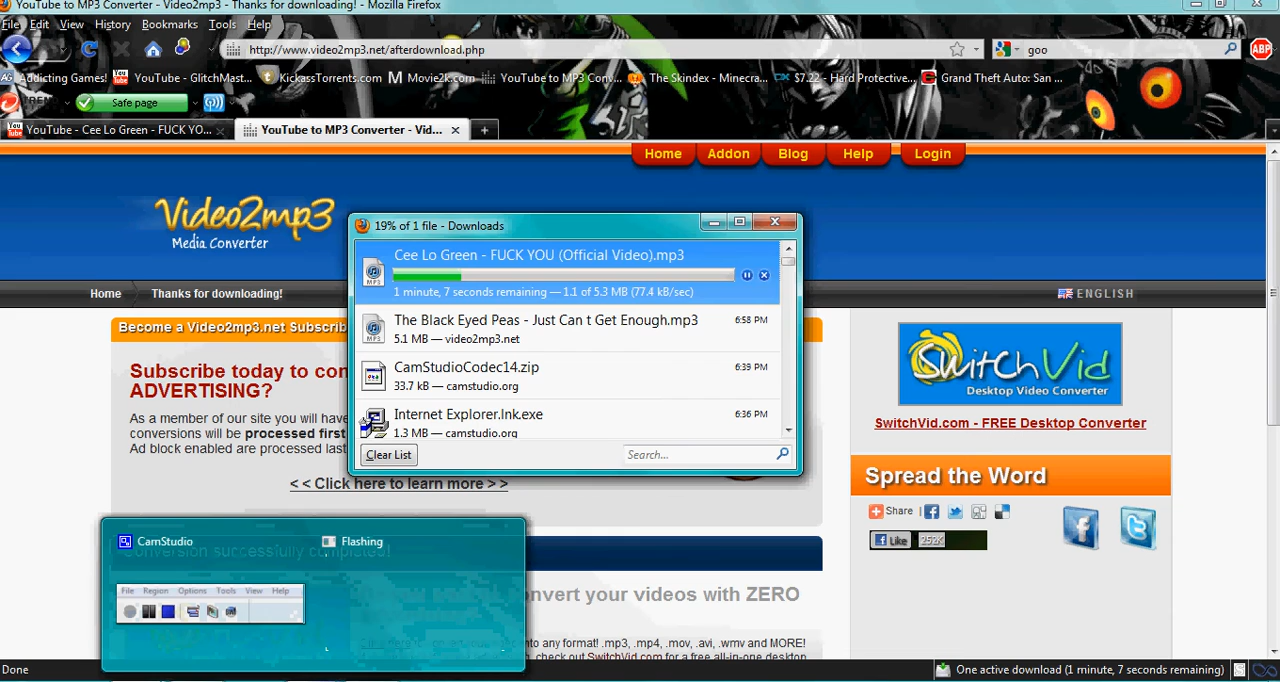 YouTube to MP3 Converter - Video2mp3 - Thanks for downloading! - Mozilla Firefox
File Edit View History Bookmarks Tools Help
http://www.video2mp3.net/afterdownload.php
goo
ABP
Addicting Games! YouTube - GlitchMast... KickassTorrents.com Movie2k.com YouTube to MP3 Conv... The Skindex - Minecra... $7.22 - Hard Protective... Grand Theft Auto: San ...
Safe page
YouTube - Cee Lo Green - FUCK YO... YouTube to MP3 Converter - Vid...
Home Addon Blog Help Login
Video2mp3
Media Converter
Home Thanks for downloading!
ENGLISH
19% of 1 file - Downloads
Cee Lo Green - FUCK YOU (Official Video).mp3
1 minute, 7 seconds remaining — 1.1 of 5.3 MB (77.4 kB/sec)
The Black Eyed Peas - Just Can t Get Enough.mp3 6:58 PM
5.1 MB — video2mp3.net
CamStudioCodec14.zip 6:39 PM
33.7 kB — camstudio.org
Internet Explorer.lnk.exe 6:36 PM
1.3 MB — camstudio.org
Clear List Search...
Become a Video2mp3.net Subscrib
Subscribe today to con
ADVERTISING?
As a member of our site you will have
conversions will be processed first
Ad block enabled are processed last
< < Click here to learn more > >
SwitchVid
Desktop Video Converter
SwitchVid.com - FREE Desktop Converter
Spread the Word
Share
Like 252K
CamStudio Flashing
Conversion successfully completed!
File Region Options Tools View Help
nvert your videos with ZERO
into any format! .mp3, .mp4, .mov, .avi, .wmv and MORE!
check out SwitchVid.com for a free all-in-one desktop
Done One active download (1 minute, 7 seconds remaining)